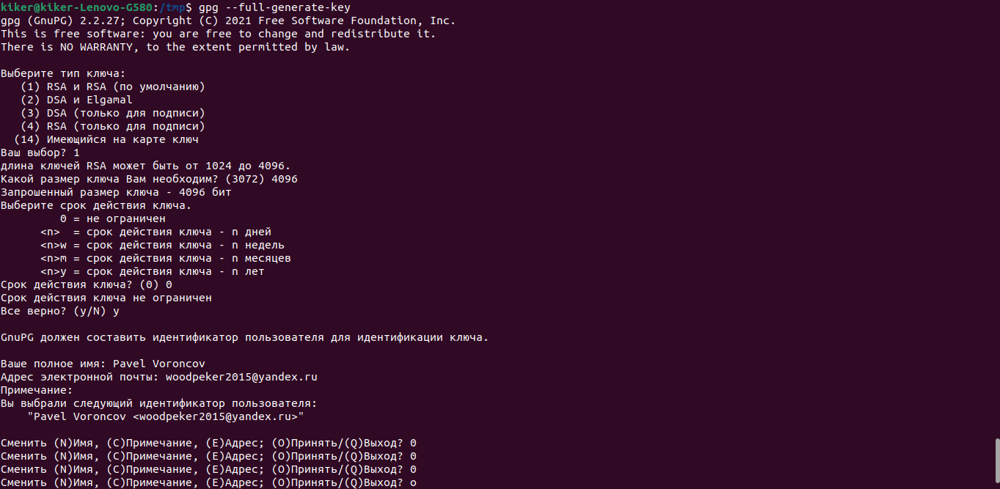 kiker@kiker-Lenovo-G580:/tmp$ gpg --full-generate-key
gpg (GnuPG) 2.2.27; Copyright (C) 2021 Free Software Foundation, Inc.
This is free software: you are free to change and redistribute it.
There is NO WARRANTY, to the extent permitted by law.

Выберите тип ключа:
   (1) RSA и RSA (по умолчанию)
   (2) DSA и Elgamal
   (3) DSA (только для подписи)
   (4) RSA (только для подписи)
  (14) Имеющийся на карте ключ
Ваш выбор? 1
длина ключей RSA может быть от 1024 до 4096.
Какой размер ключа Вам необходим? (3072) 4096
Запрошенный размер ключа - 4096 бит
Выберите срок действия ключа.
         0 = не ограничен
      <n>  = срок действия ключа - n дней
      <n>w = срок действия ключа - n недель
      <n>m = срок действия ключа - n месяцев
      <n>y = срок действия ключа - n лет
Срок действия ключа? (0) 0
Срок действия ключа не ограничен
Все верно? (y/N) y

GnuPG должен составить идентификатор пользователя для идентификации ключа.

Ваше полное имя: Pavel Voroncov
Адрес электронной почты: woodpeker2015@yandex.ru
Примечание:
Вы выбрали следующий идентификатор пользователя:
    "Pavel Voroncov <woodpeker2015@yandex.ru>"

Сменить (N)Имя, (C)Примечание, (E)Адрес; (O)Принять/(Q)Выход? 0
Сменить (N)Имя, (C)Примечание, (E)Адрес; (O)Принять/(Q)Выход? 0
Сменить (N)Имя, (C)Примечание, (E)Адрес; (O)Принять/(Q)Выход? 0
Сменить (N)Имя, (C)Примечание, (E)Адрес; (O)Принять/(Q)Выход? o